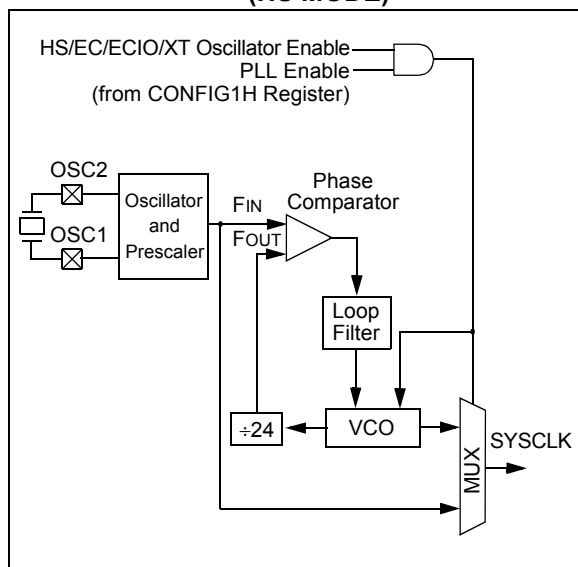 (HS MODE)
HS/EC/ECIO/XT Oscillator Enable
PLL Enable
(from CONFIG1H Register)
OSC2
OSC1
Oscillator
and
Prescaler
FIN
FOUT
Phase
Comparator
Loop
Filter
÷24
VCO
MUX
SYSCLK